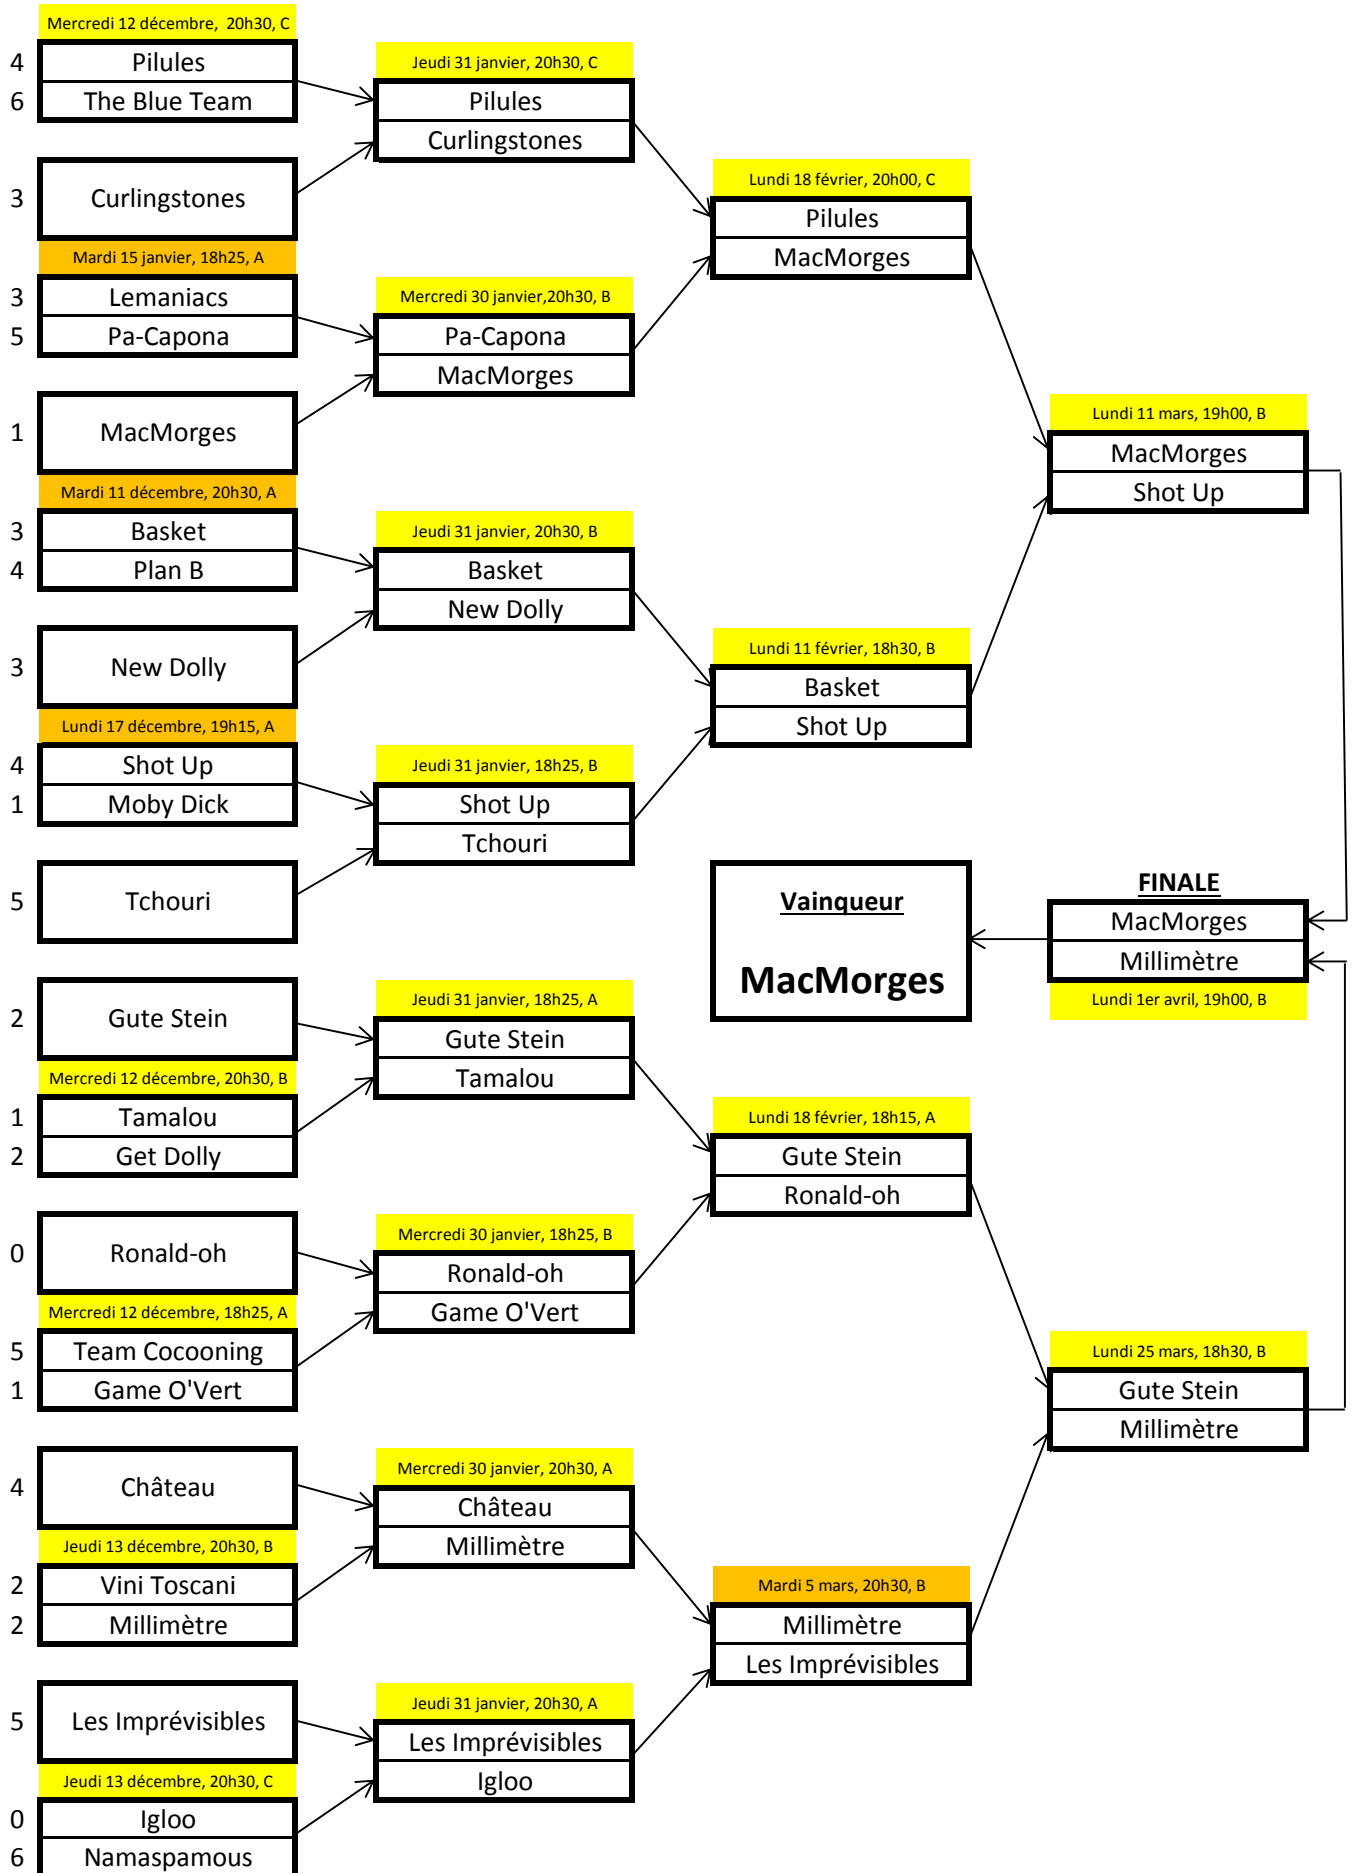 Mercredi 12 décembre, 20h30, C
4 Pilules
6 The Blue Team
3 Curlingstones
Mardi 15 janvier, 18h25, A
3 Lemaniacs
5 Pa-Capona
1 MacMorges
Mardi 11 décembre, 20h30, A
3 Basket
4 Plan B
3 New Dolly
Lundi 17 décembre, 19h15, A
4 Shot Up
1 Moby Dick
5 Tchouri
2 Gute Stein
Mercredi 12 décembre, 20h30, B
1 Tamalou
2 Get Dolly
0 Ronald-oh
Mercredi 12 décembre, 18h25, A
5 Team Cocooning
1 Game O'Vert
4 Château
Jeudi 13 décembre, 20h30, B
2 Vini Toscani
2 Millimètre
5 Les Imprévisibles
Jeudi 13 décembre, 20h30, C
0 Igloo
6 Namaspamous
Jeudi 31 janvier, 20h30, C
Pilules
Curlingstones
Mercredi 30 janvier,20h30, B
Pa-Capona
MacMorges
Jeudi 31 janvier, 20h30, B
Basket
New Dolly
Jeudi 31 janvier, 18h25, B
Shot Up
Tchouri
Jeudi 31 janvier, 18h25, A
Gute Stein
Tamalou
Mercredi 30 janvier, 18h25, B
Ronald-oh
Game O'Vert
Mercredi 30 janvier, 20h30, A
Château
Millimètre
Jeudi 31 janvier, 20h30, A
Les Imprévisibles
Igloo
Lundi 18 février, 20h00, C
Pilules
MacMorges
Lundi 11 février, 18h30, B
Basket
Shot Up
Vainqueur
MacMorges
Lundi 18 février, 18h15, A
Gute Stein
Ronald-oh
Mardi 5 mars, 20h30, B
Millimètre
Les Imprévisibles
Lundi 11 mars, 19h00, B
MacMorges
Shot Up
FINALE
MacMorges
Millimètre
Lundi 1er avril, 19h00, B
Lundi 25 mars, 18h30, B
Gute Stein
Millimètre